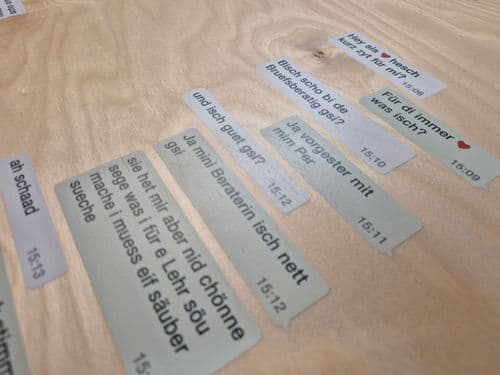 Hey sis ❤ hesch
kurz zyt für mi?
15:06
Für di immer ❤
was isch?
15:09
Bisch scho bi de
Bruefsberatig gsi?
15:10
Ja vorgester mit
mim Per
15:11
und isch guet gsi?
15:12
Ja mini Beraterin isch nett
gsi
15:12
sie het mir aber nid chönne
sege was i für e Lehr söu
mache i muess eif säuber
sueche
ah schaad
15:13